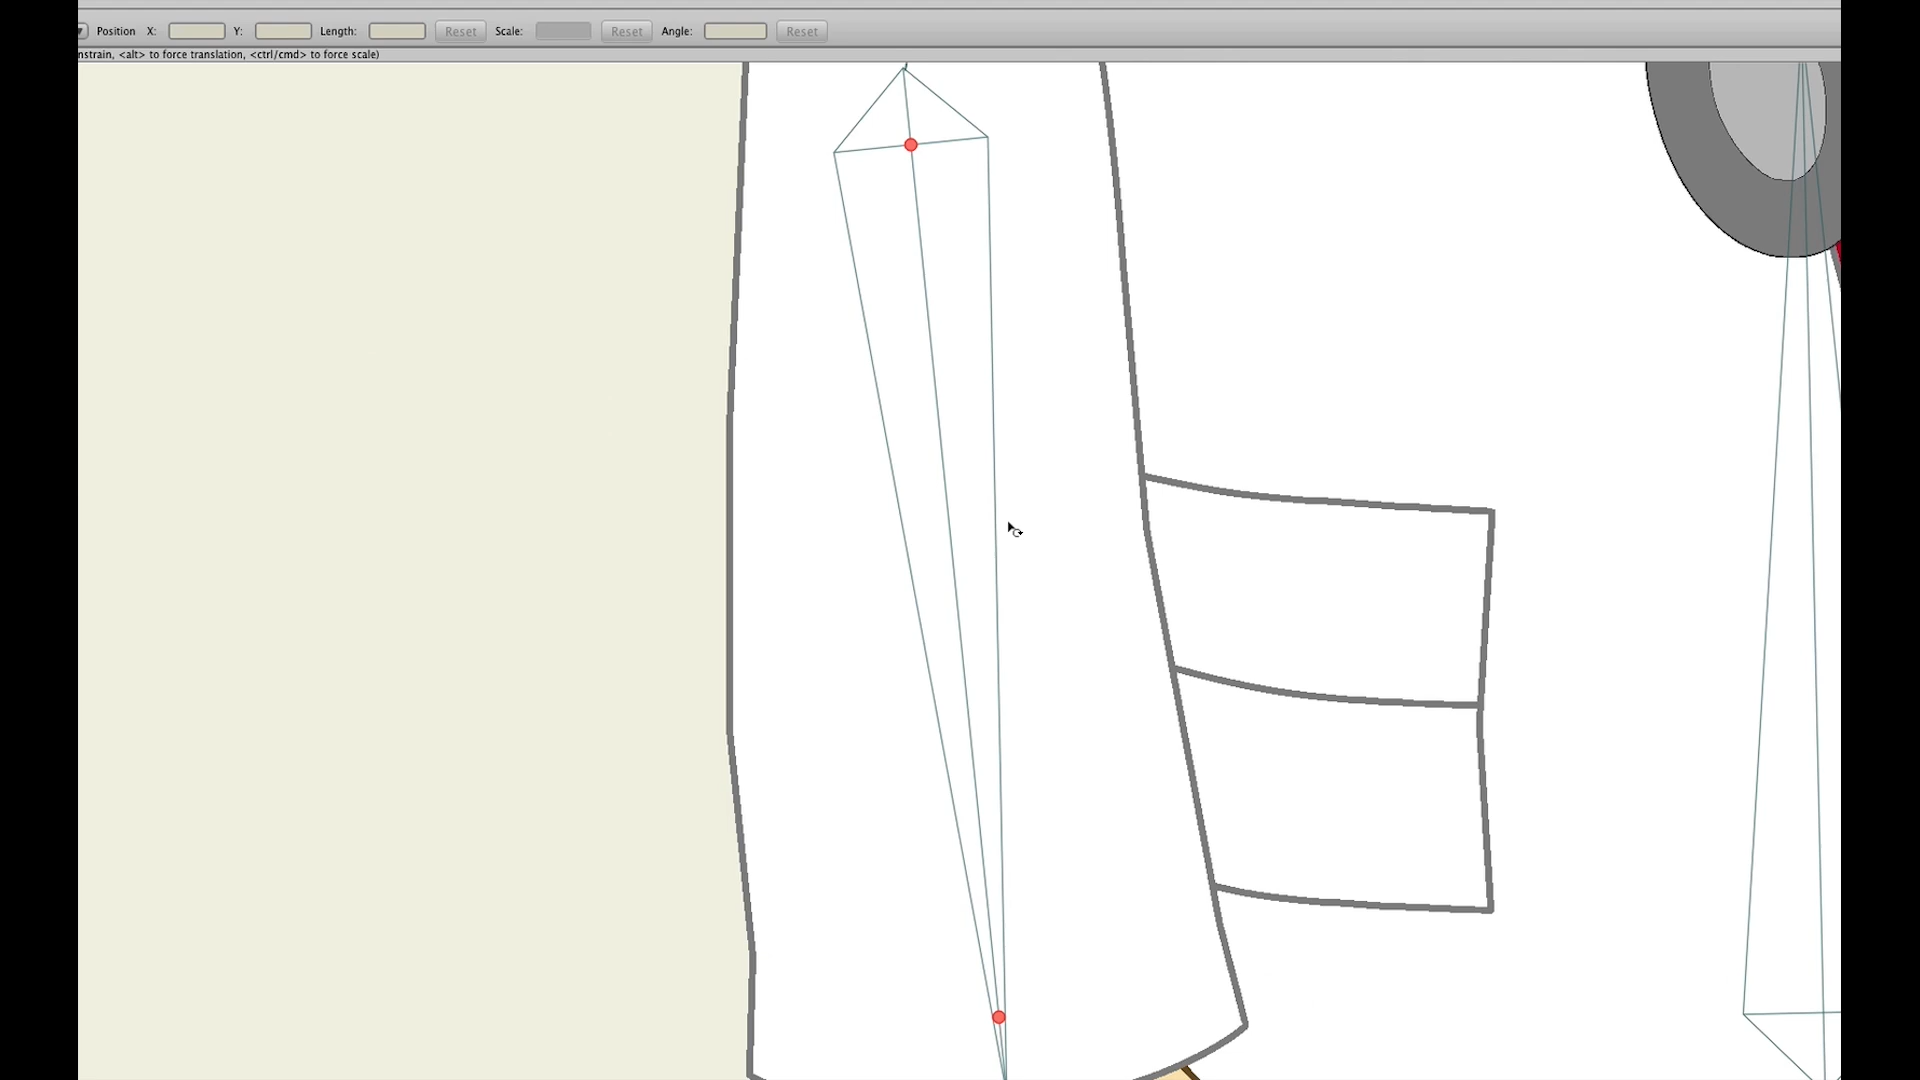 Position X: Y: Length: Reset Scale: Reset Angle: Reset
nstrain, <alt> to force translation, <ctrl/cmd> to force scale)